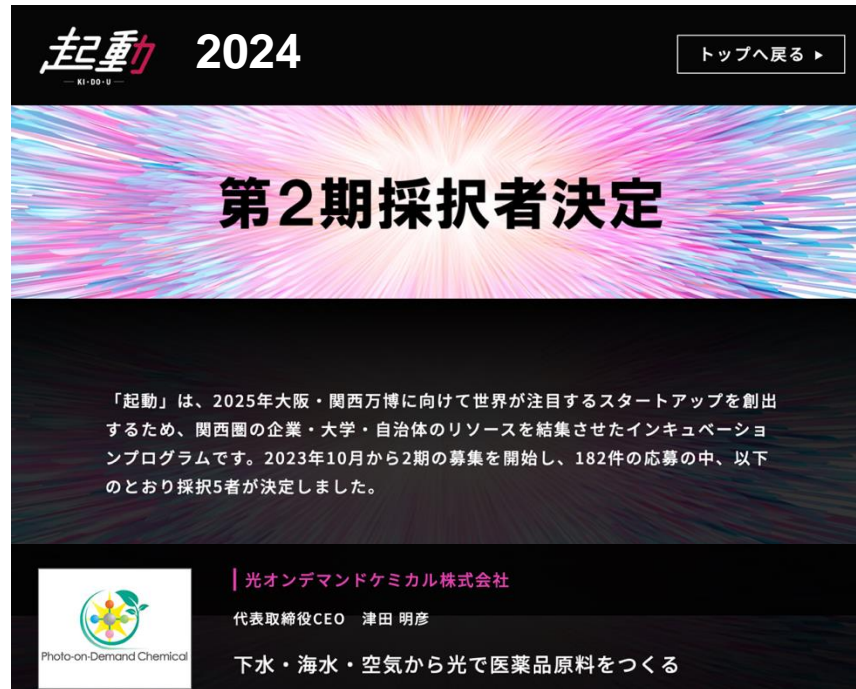 起動 2024
KI・DO・U
トップへ戻る ▶
第2期採択者決定
「起動」は、2025年大阪・関西万博に向けて世界が注目するスタートアップを創出
するため、関西圏の企業・大学・自治体のリソースを結集させたインキュベーショ
ンプログラムです。2023年10月から2期の募集を開始し、182件の応募の中、以下
のとおり採択5者が決定しました。
光オンデマンドケミカル株式会社
代表取締役CEO 津田 明彦
Photo-on-Demand Chemical
下水・海水・空気から光で医薬品原料をつくる